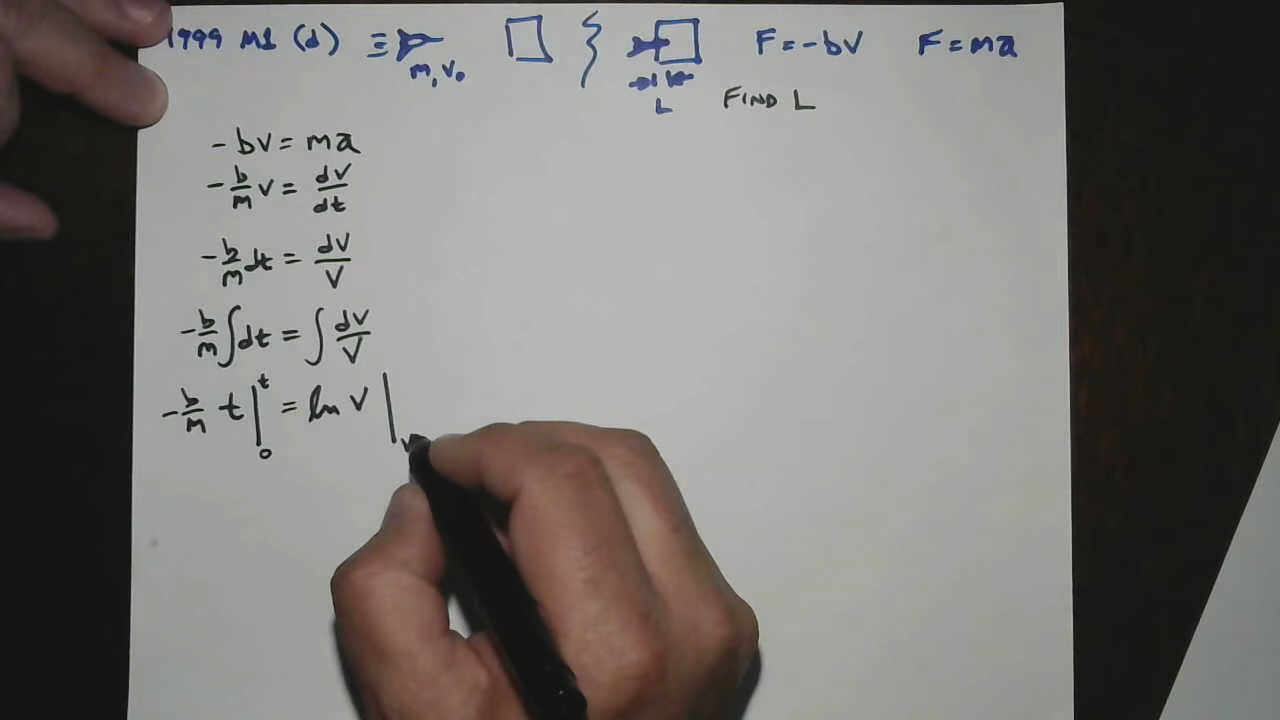 1999 M1 (d) m, v₀ F = -bv F = ma
L FIND L
-bv = ma
-b/m v = dv/dt
-b/m dt = dv/v
-b/m ∫dt = ∫ dv/v
-b/m t |₀ᵗ = ln v |